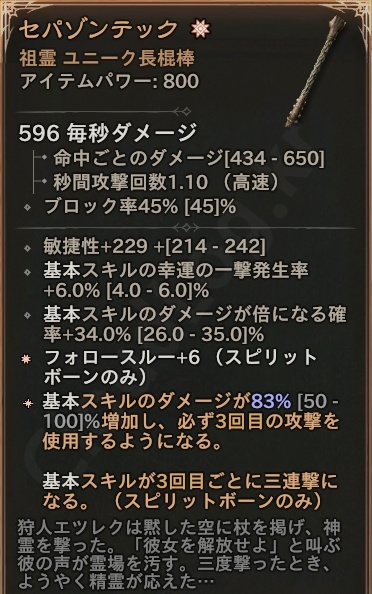 セパゾンテック
祖霊 ユニーク長棍棒
アイテムパワー: 800
596 毎秒ダメージ
命中ごとのダメージ[434 - 650]
秒間攻撃回数1.10 （高速）
ブロック率45% [45]%
敏捷性+229 +[214 - 242]
基本スキルの幸運の一撃発生率
+6.0% [4.0 - 6.0]%
基本スキルのダメージが倍になる確
率+34.0% [26.0 - 35.0]%
フォロースルー+6 （スピリット
ボーンのみ）
基本スキルのダメージが83% [50 -
100]%増加し、必ず3回目の攻撃を
使用するようになる。
基本スキルが3回目ごとに三連撃に
なる。 （スピリットボーンのみ）
狩人エツレクは黙した空に杖を掲げ、神
霊を撃った。「彼女を解放せよ」と叫ぶ
彼の声が霊場を汚す。三度撃ったとき、
ようやく精霊が応えた…